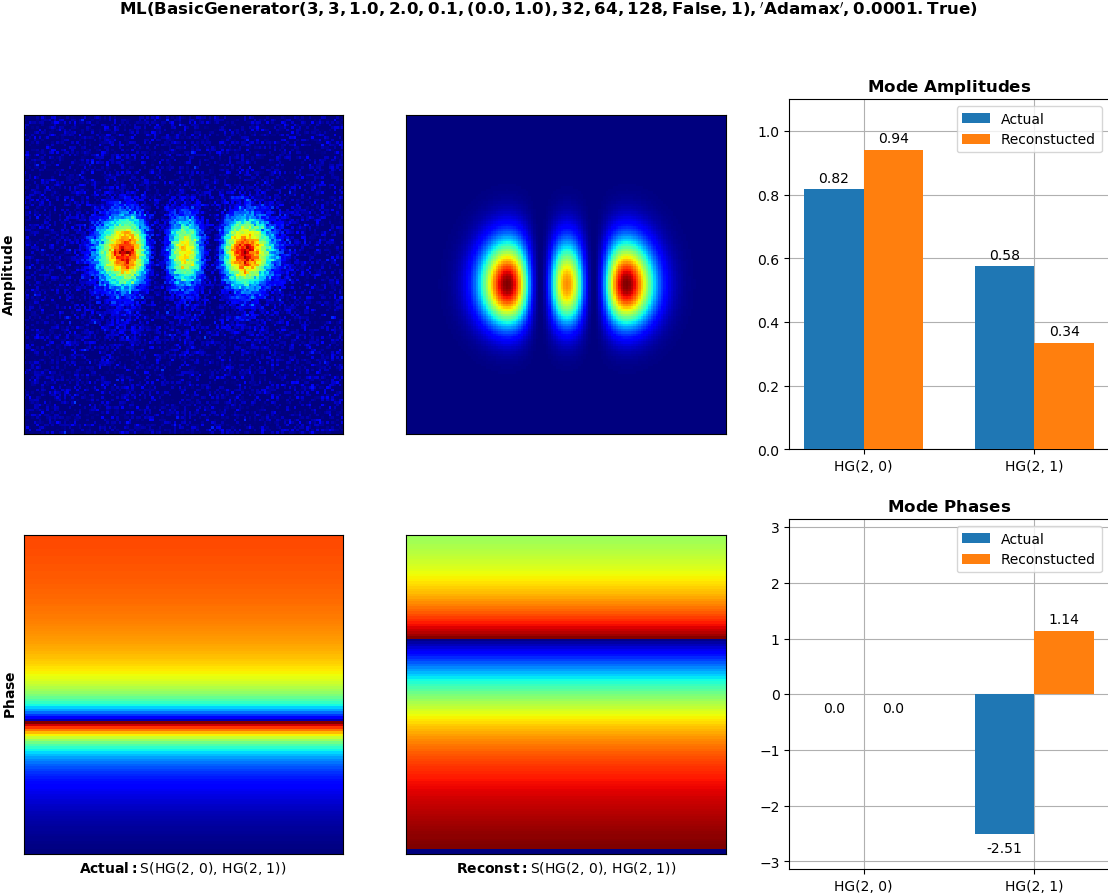 ML(BasicGenerator(3, 3, 1.0, 2.0, 0.1, (0.0, 1.0), 32, 64, 128, False, 1), ′Adamax′, 0.0001. True)
Amplitude
Mode Amplitudes
Actual
Reconstucted
1.0
0.8
0.6
0.4
0.2
0.0
0.82
0.94
0.58
0.34
HG(2, 0)
HG(2, 1)
Phase
Actual: S(HG(2, 0), HG(2, 1))
Reconst: S(HG(2, 0), HG(2, 1))
Mode Phases
Actual
Reconstucted
3
2
1
0
−1
−2
−3
0.0
0.0
-2.51
1.14
HG(2, 0)
HG(2, 1)